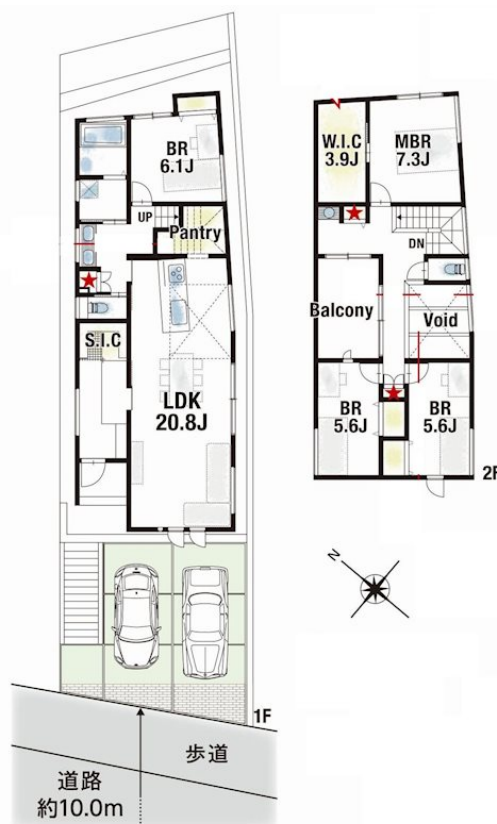 BR
6.1J
UP
Pantry
S.I.C
LDK
20.8J
1F
歩道
道路
約10.0m
W.I.C
3.9J
MBR
7.3J
DN
Balcony
Void
BR
5.6J
BR
5.6J
2F
N